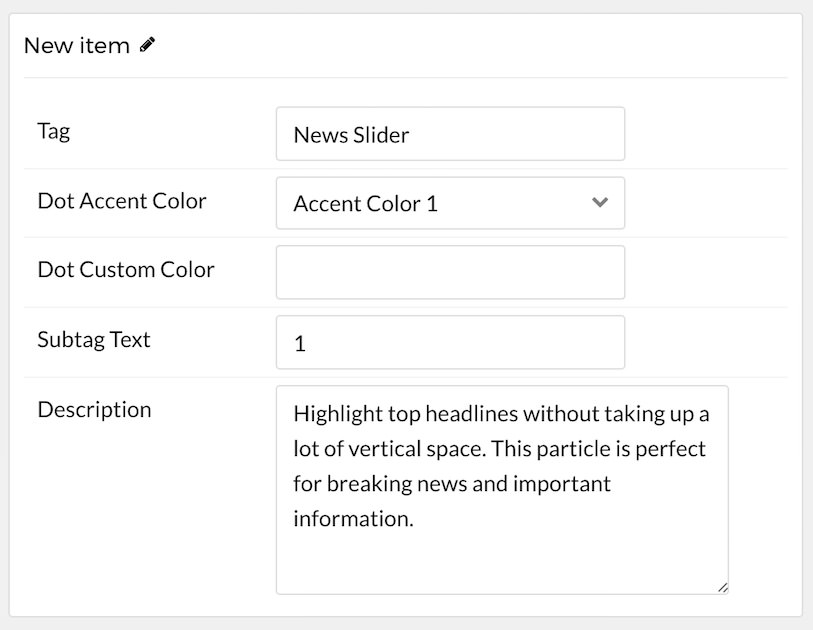 New item
Tag
News Slider
Dot Accent Color
Accent Color 1
Dot Custom Color
Subtag Text
1
Description
Highlight top headlines without taking up a
lot of vertical space. This particle is perfect
for breaking news and important
information.